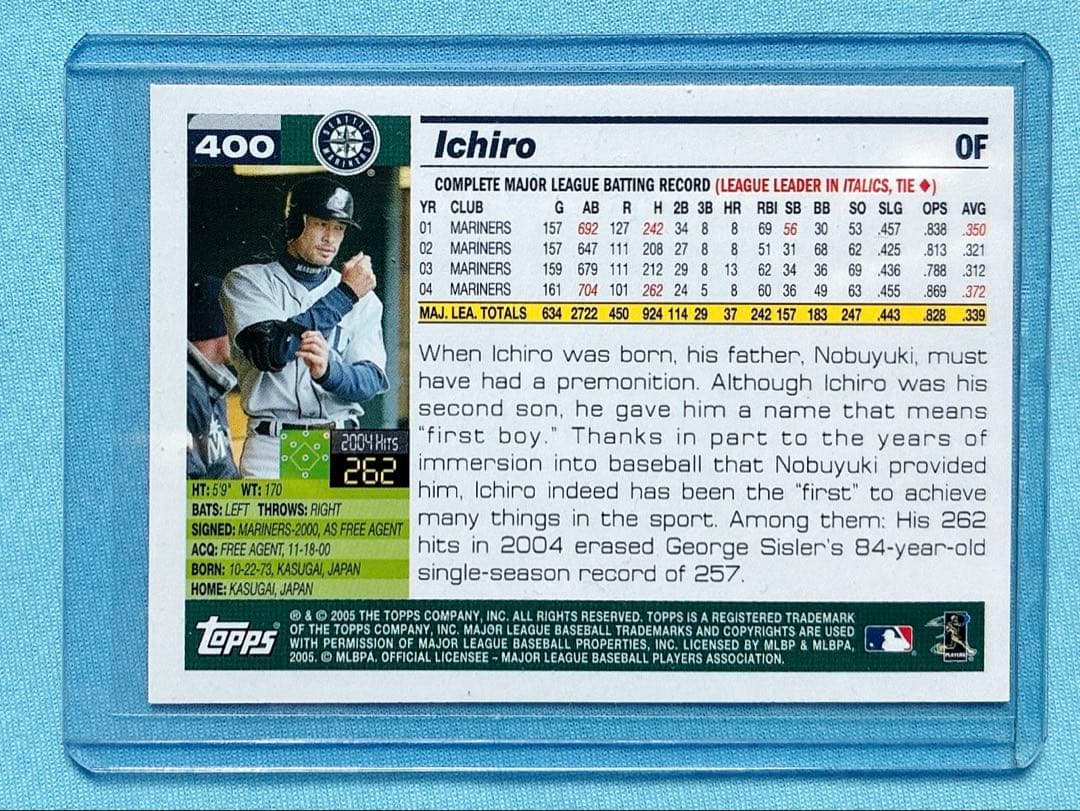 400
SEATTLE MARINERS
Ichiro
OF
COMPLETE MAJOR LEAGUE BATTING RECORD (LEAGUE LEADER IN ITALICS, TIE ♦)
YR CLUB G AB R H 2B 3B HR RBI SB BB SO SLG OPS AVG
01 MARINERS 157 692 127 242 34 8 8 69 56 30 53 .457 .838 .350
02 MARINERS 157 647 111 208 27 8 8 51 31 68 62 .425 .813 .321
03 MARINERS 159 679 111 212 29 8 13 62 34 36 69 .436 .788 .312
04 MARINERS 161 704 101 262 24 5 8 60 36 49 63 .455 .869 .372
MAJ. LEA. TOTALS 634 2722 450 924 114 29 37 242 157 183 247 .443 .828 .339
When Ichiro was born, his father, Nobuyuki, must
have had a premonition. Although Ichiro was his
second son, he gave him a name that means
"first boy." Thanks in part to the years of
immersion into baseball that Nobuyuki provided
him, Ichiro indeed has been the "first" to achieve
many things in the sport. Among them: His 262
hits in 2004 erased George Sisler's 84-year-old
single-season record of 257.
2004 HITS
262
HT: 5'9" WT: 170
BATS: LEFT THROWS: RIGHT
SIGNED: MARINERS-2000, AS FREE AGENT
ACQ: FREE AGENT, 11-18-00
BORN: 10-22-73, KASUGAI, JAPAN
HOME: KASUGAI, JAPAN
topps
® & © 2005 THE TOPPS COMPANY, INC. ALL RIGHTS RESERVED. TOPPS IS A REGISTERED TRADEMARK
OF THE TOPPS COMPANY, INC. MAJOR LEAGUE BASEBALL TRADEMARKS AND COPYRIGHTS ARE USED
WITH PERMISSION OF MAJOR LEAGUE BASEBALL PROPERTIES, INC. LICENSED BY MLBP & MLBPA,
2005. © MLBPA. OFFICIAL LICENSEE - MAJOR LEAGUE BASEBALL PLAYERS ASSOCIATION.
PLAYERS